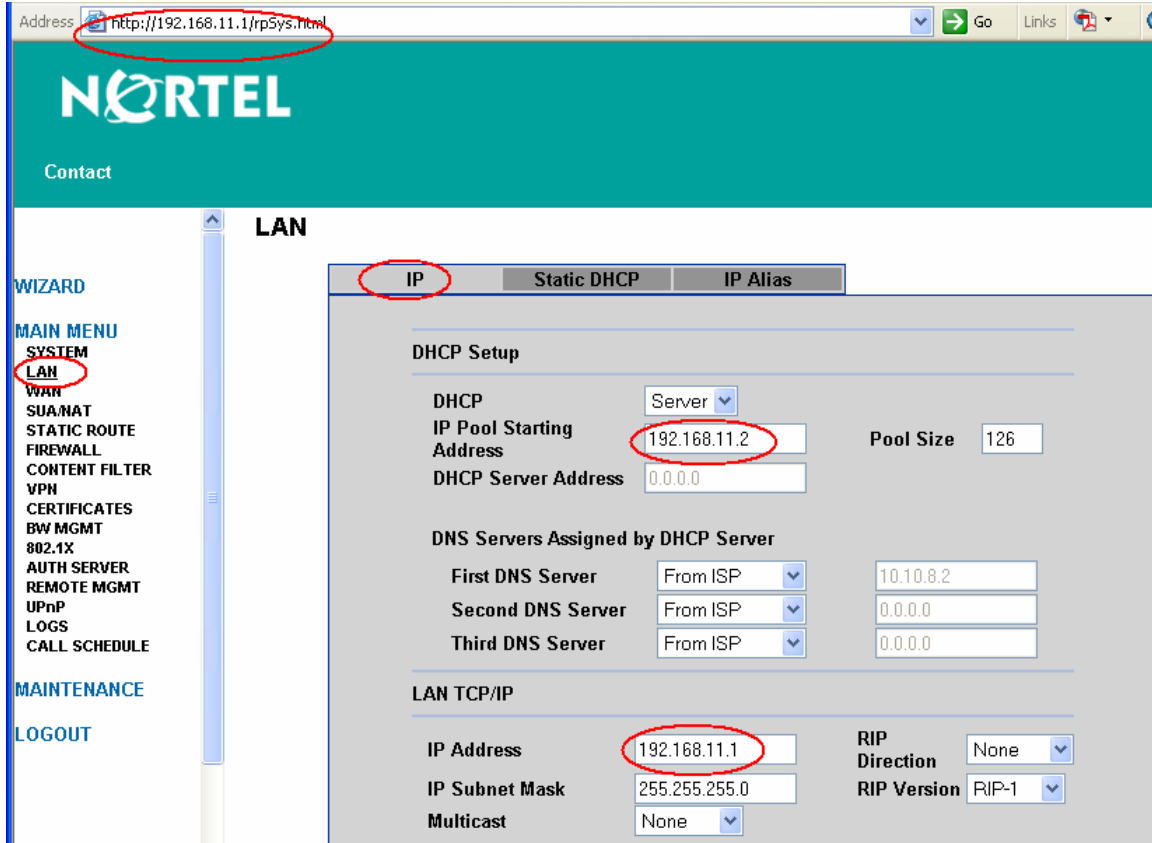 Address http://192.168.11.1/rpSys.html Go Links
NORTEL
Contact
LAN
WIZARD
MAIN MENU
SYSTEM
LAN
WAN
SUA/NAT
STATIC ROUTE
FIREWALL
CONTENT FILTER
VPN
CERTIFICATES
BW MGMT
802.1X
AUTH SERVER
REMOTE MGMT
UPnP
LOGS
CALL SCHEDULE
MAINTENANCE
LOGOUT
IP Static DHCP IP Alias
DHCP Setup
DHCP Server
IP Pool Starting
Address 192.168.11.2 Pool Size 126
DHCP Server Address 0.0.0.0
DNS Servers Assigned by DHCP Server
First DNS Server From ISP 10.10.8.2
Second DNS Server From ISP 0.0.0.0
Third DNS Server From ISP 0.0.0.0
LAN TCP/IP
IP Address 192.168.11.1 RIP
Direction None
IP Subnet Mask 255.255.255.0 RIP Version RIP-1
Multicast None